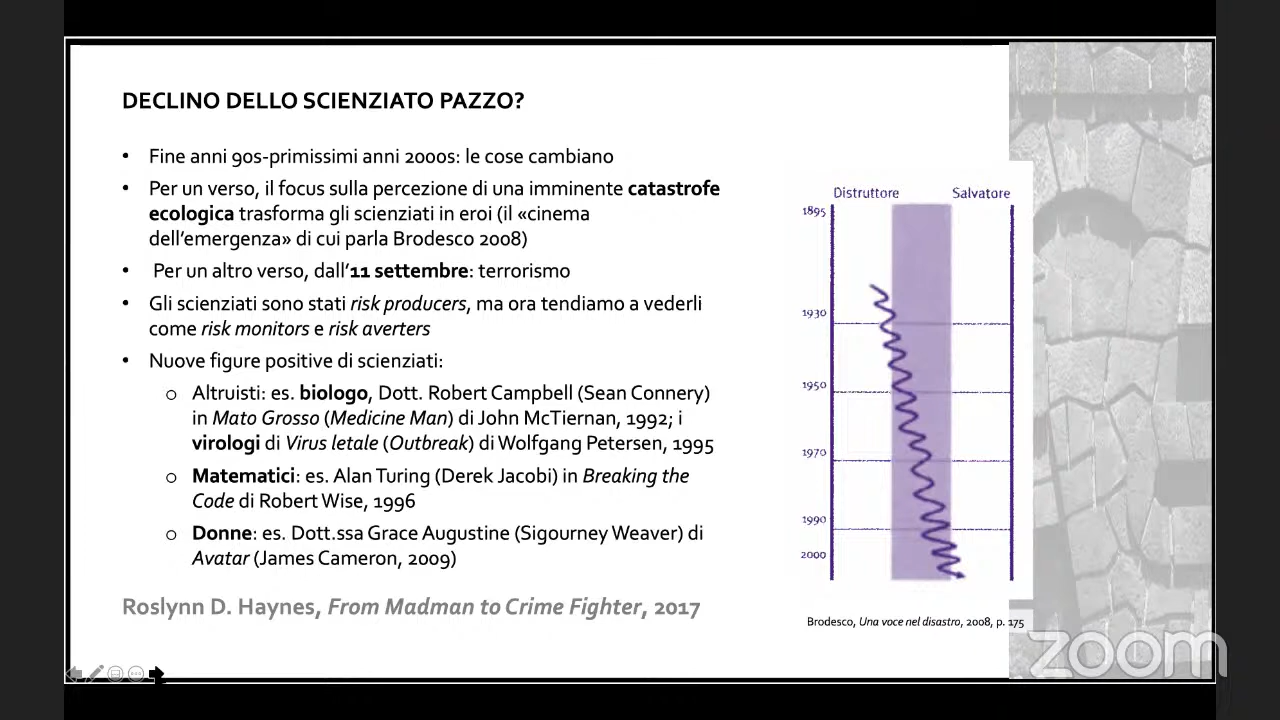 DECLINO DELLO SCIENZIATO PAZZO?
• Fine anni 90s-primissimi anni 2000s: le cose cambiano
• Per un verso, il focus sulla percezione di una imminente catastrofe
ecologica trasforma gli scienziati in eroi (il «cinema
dell'emergenza» di cui parla Brodesco 2008)
• Per un altro verso, dall'11 settembre: terrorismo
• Gli scienziati sono stati risk producers, ma ora tendiamo a vederli
come risk monitors e risk averters
• Nuove figure positive di scienziati:
o Altruisti: es. biologo, Dott. Robert Campbell (Sean Connery)
in Mato Grosso (Medicine Man) di John McTiernan, 1992; i
virologi di Virus letale (Outbreak) di Wolfgang Petersen, 1995
o Matematici: es. Alan Turing (Derek Jacobi) in Breaking the
Code di Robert Wise, 1996
o Donne: es. Dott.ssa Grace Augustine (Sigourney Weaver) di
Avatar (James Cameron, 2009)
Roslynn D. Haynes, From Madman to Crime Fighter, 2017
Distruttore Salvatore
1895
1930
1950
1970
1990
2000
Brodesco, Una voce nel disastro, 2008, p. 175
zoom